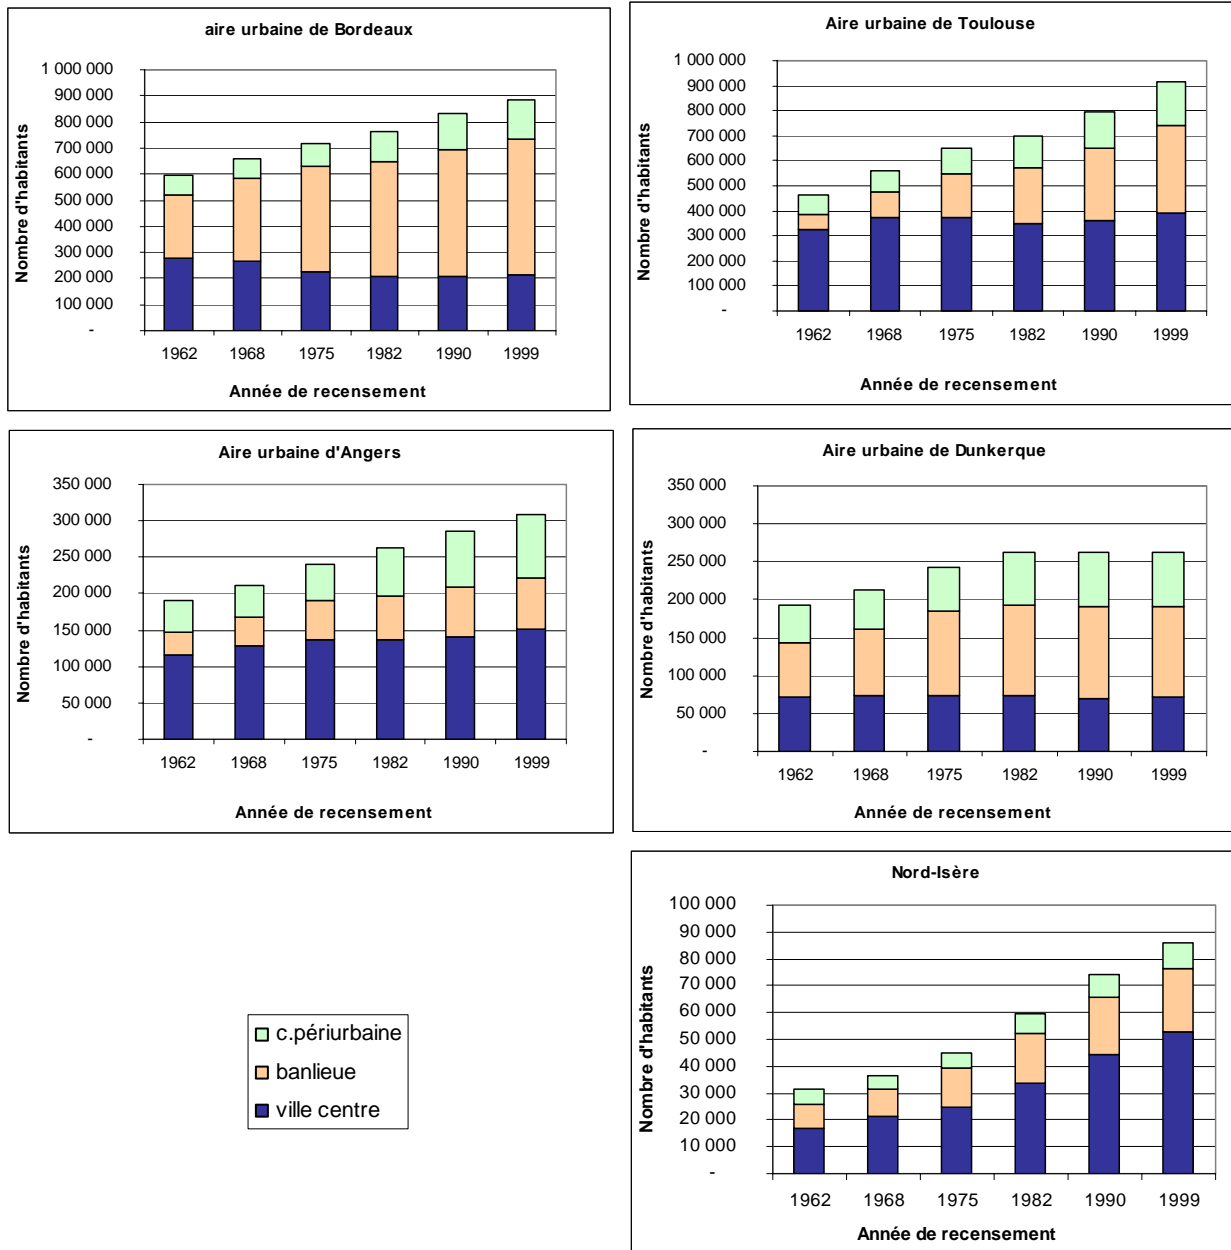 aire urbaine de Bordeaux
Nombre d'habitants
1 000 000
900 000
800 000
700 000
600 000
500 000
400 000
300 000
200 000
100 000
-
1962 1968 1975 1982 1990 1999
Année de recensement
Aire urbaine de Toulouse
Nombre d'habitants
1 000 000
900 000
800 000
700 000
600 000
500 000
400 000
300 000
200 000
100 000
-
1962 1968 1975 1982 1990 1999
Année de recensement
Aire urbaine d'Angers
Nombre d'habitants
350 000
300 000
250 000
200 000
150 000
100 000
50 000
-
1962 1968 1975 1982 1990 1999
Année de recensement
Aire urbaine de Dunkerque
Nombre d'habitants
350 000
300 000
250 000
200 000
150 000
100 000
50 000
-
1962 1968 1975 1982 1990 1999
Année de recensement
c.périurbaine
banlieue
ville centre
Nord-Isère
Nombre d'habitants
100 000
90 000
80 000
70 000
60 000
50 000
40 000
30 000
20 000
10 000
-
1962 1968 1975 1982 1990 1999
Année de recensement